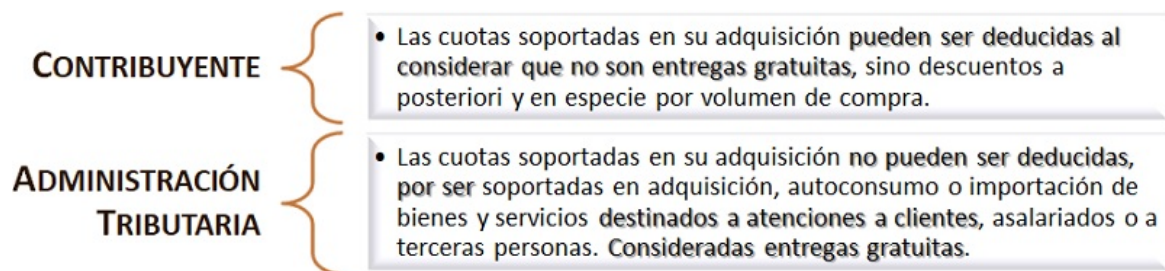 CONTRIBUYENTE
• Las cuotas soportadas en su adquisición pueden ser deducidas al
considerar que no son entregas gratuitas, sino descuentos a
posteriori y en especie por volumen de compra.
ADMINISTRACIÓN
TRIBUTARIA
• Las cuotas soportadas en su adquisición no pueden ser deducidas,
por ser soportadas en adquisición, autoconsumo o importación de
bienes y servicios destinados a atenciones a clientes, asalariados o a
terceras personas. Consideradas entregas gratuitas.